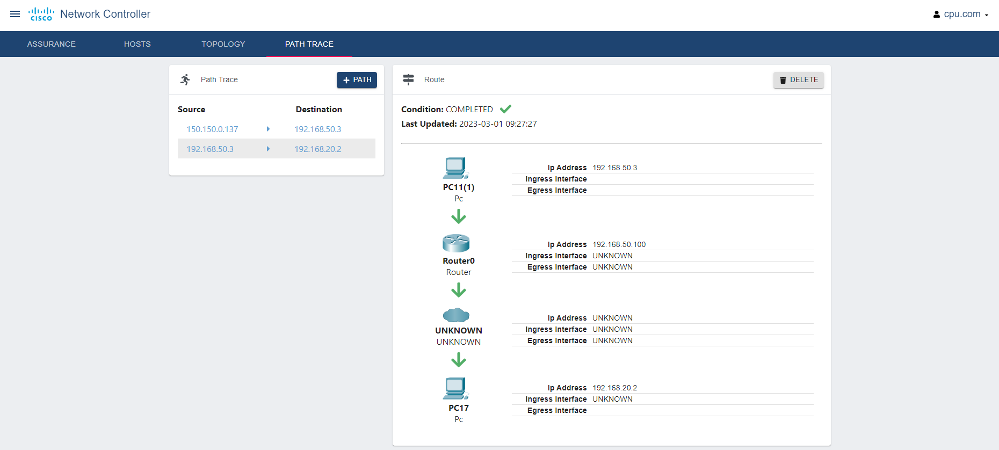 CISCO Network Controller
cpu.com
ASSURANCE HOSTS TOPOLOGY PATH TRACE
Path Trace
+ PATH
Source Destination
150.150.0.137 192.168.50.3
192.168.50.3 192.168.20.2
Route
DELETE
Condition: COMPLETED
Last Updated: 2023-03-01 09:27:27
PC11(1)
Pc
Ip Address 192.168.50.3
Ingress Interface
Egress Interface
Router0
Router
Ip Address 192.168.50.100
Ingress Interface UNKNOWN
Egress Interface UNKNOWN
UNKNOWN
UNKNOWN
Ip Address UNKNOWN
Ingress Interface UNKNOWN
Egress Interface UNKNOWN
PC17
Pc
Ip Address 192.168.20.2
Ingress Interface UNKNOWN
Egress Interface